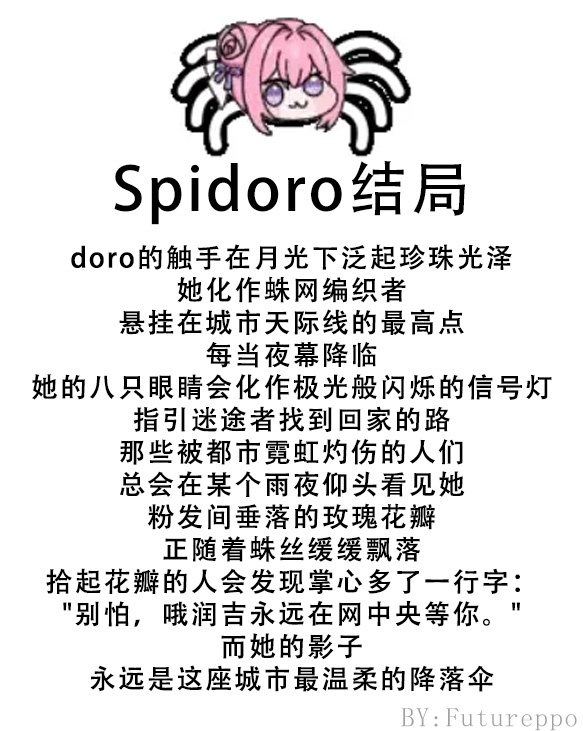 Spidoro结局
doro的触手在月光下泛起珍珠光泽
她化作蛛网编织者
悬挂在城市天际线的最高点
每当夜幕降临
她的八只眼睛会化作极光般闪烁的信号灯
指引迷途者找到回家的路
那些被都市霓虹灼伤的人们
总会在某个雨夜仰头看见她
粉发间垂落的玫瑰花瓣
正随着蛛丝缓缓飘落
拾起花瓣的人会发现掌心多了一行字：
"别怕，哦润吉永远在网中央等你。"
而她的影子
永远是这座城市最温柔的降落伞
BY:Futureppo